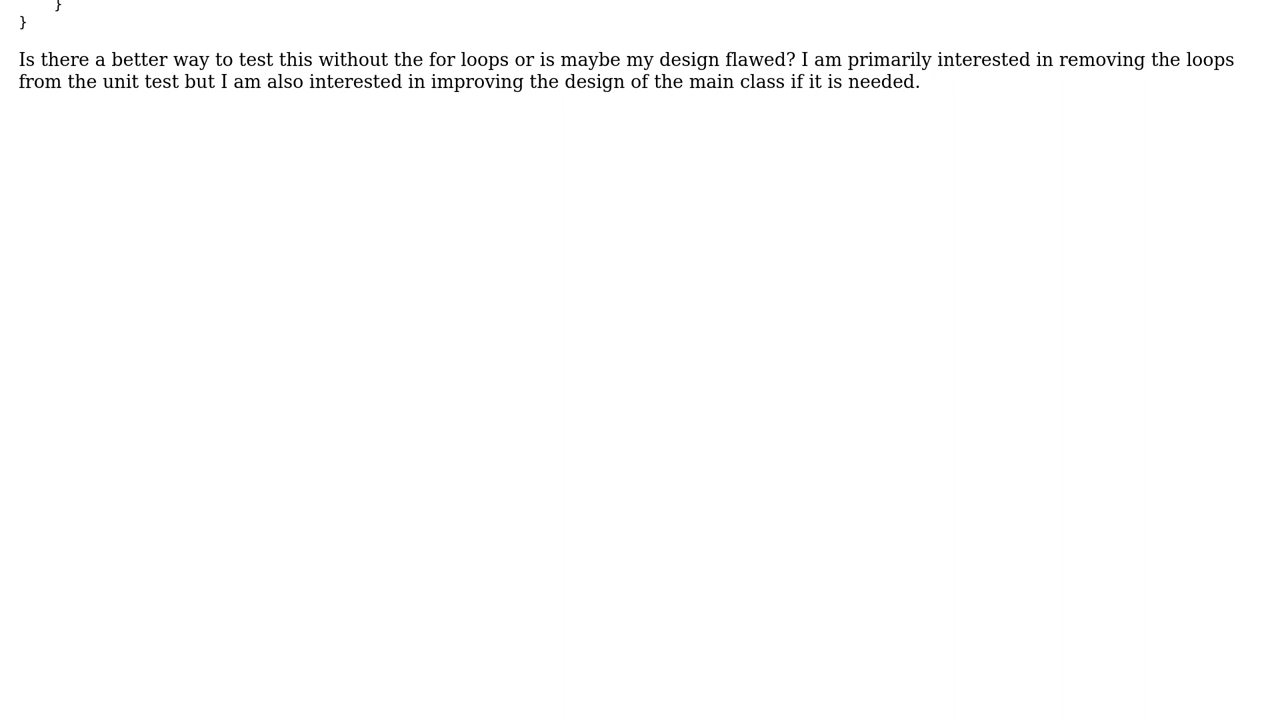 }
}
Is there a better way to test this without the for loops or is maybe my design flawed? I am primarily interested in removing the loops
from the unit test but I am also interested in improving the design of the main class if it is needed.